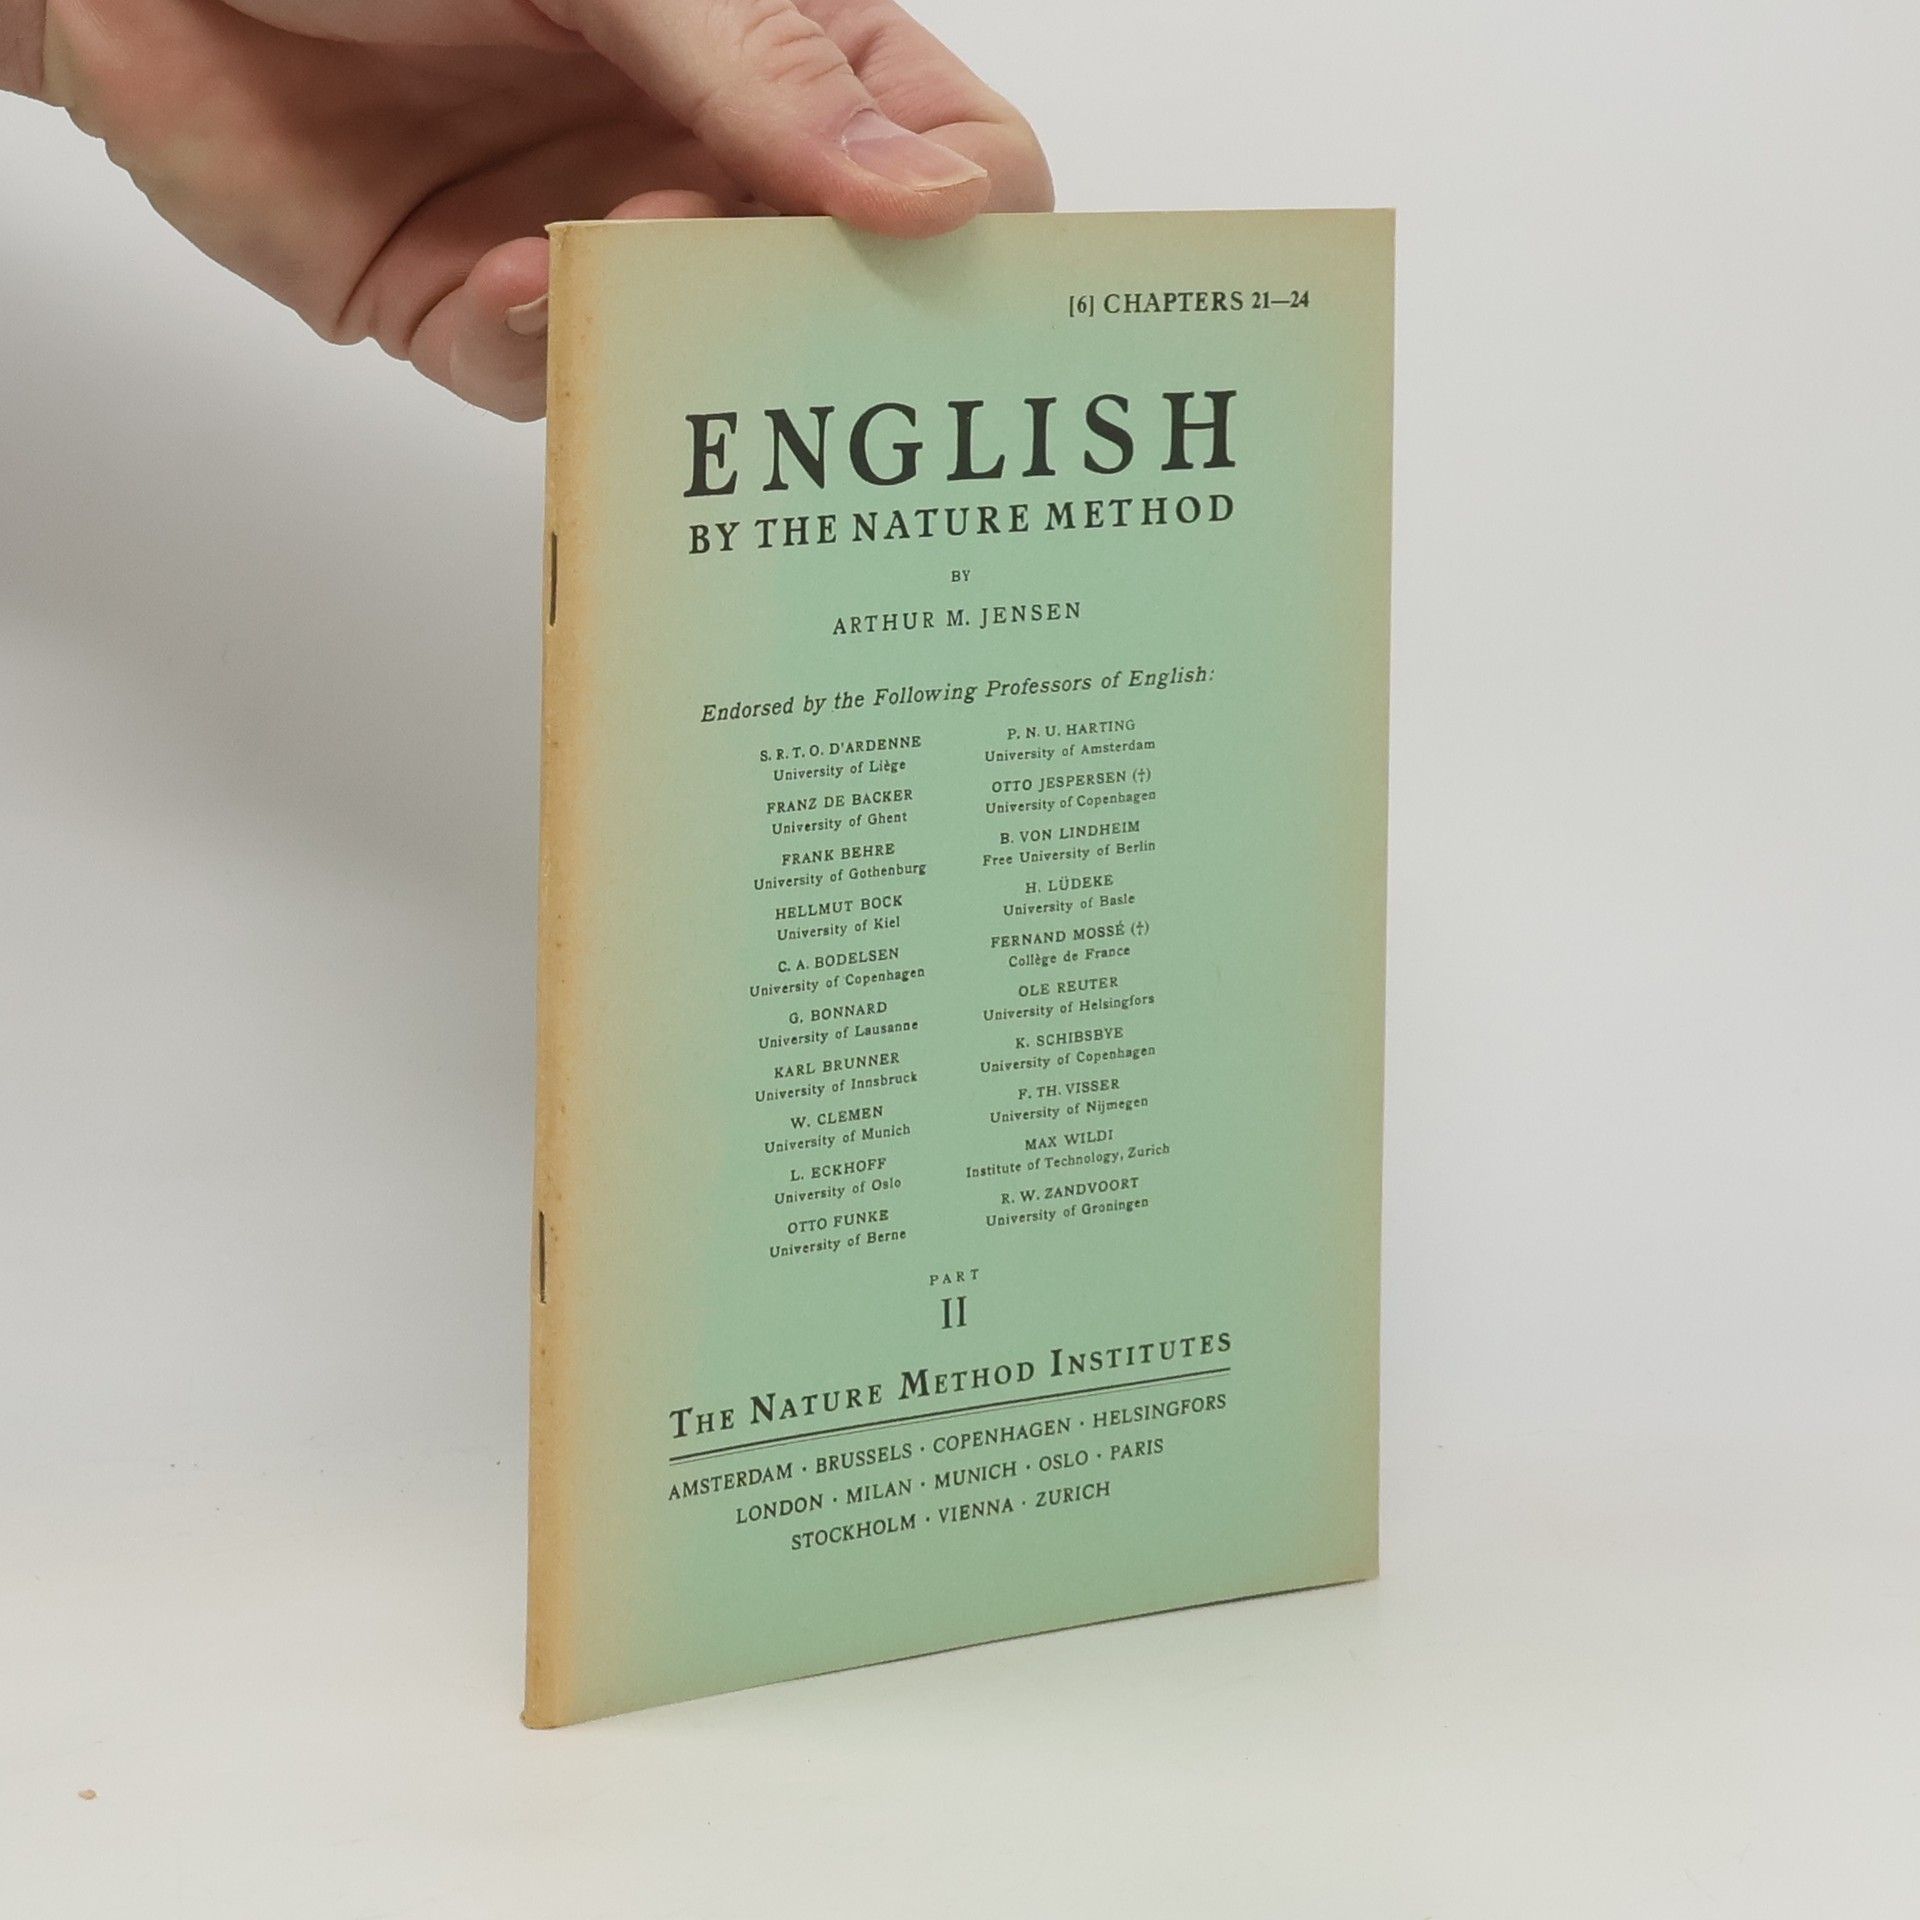 [6] CHAPTERS 21—24
ENGLISH
BY THE NATURE METHOD
BY
ARTHUR M. JENSEN
Endorsed by the Following Professors of English:
S. R. T. O. D'ARDENNE
University of Liège
FRANZ DE BACKER
University of Ghent
FRANK BEHRE
University of Gothenburg
HELLMUT BOCK
University of Kiel
C. A. BODELSEN
University of Copenhagen
G. BONNARD
University of Lausanne
KARL BRUNNER
University of Innsbruck
W. CLEMEN
University of Munich
L. ECKHOFF
University of Oslo
OTTO FUNKE
University of Berne
P. N. U. HARTING
University of Amsterdam
OTTO JESPERSEN (†)
University of Copenhagen
B. VON LINDHEIM
Free University of Berlin
H. LÜDEKE
University of Basle
FERNAND MOSSÉ (†)
Collège de France
OLE REUTER
University of Helsingfors
K. SCHIBSBYE
University of Copenhagen
F. TH. VISSER
University of Nijmegen
MAX WILDI
Institute of Technology, Zurich
R. W. ZANDVOORT
University of Groningen
PART
II
THE NATURE METHOD INSTITUTES
AMSTERDAM · BRUSSELS · COPENHAGEN · HELSINGFORS
LONDON · MILAN · MUNICH · OSLO · PARIS
STOCKHOLM · VIENNA · ZURICH